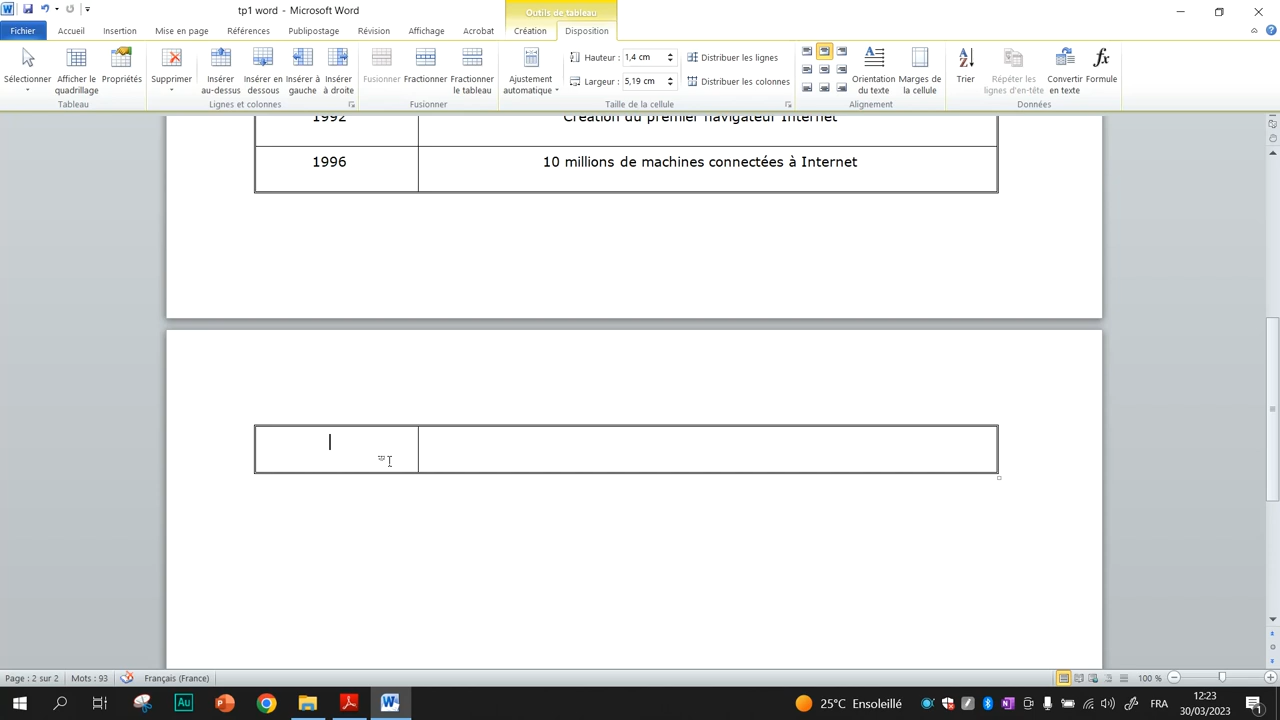 tp1 word - Microsoft Word
Outils de tableau
Fichier Accueil Insertion Mise en page Références Publipostage Révision Affichage Acrobat Création Disposition
Sélectionner
Afficher le quadrillage
Propriétés
Supprimer
Insérer au-dessus
Insérer en dessous
Insérer à gauche
Insérer à droite
Fusionner
Fractionner
Fractionner le tableau
Ajustement automatique
Hauteur : 1,4 cm
Largeur : 5,19 cm
Distribuer les lignes
Distribuer les colonnes
Orientation du texte
Marges de la cellule
Trier
Répéter les lignes d'en-tête
Convertir en texte
Formule
Tableau Lignes et colonnes Fusionner Taille de la cellule Alignement Données
1992 Création du premier navigateur Internet
1996 10 millions de machines connectées à Internet
Page : 2 sur 2 Mots : 93 Français (France) 100 %
25°C Ensoleillé FRA 12:23
30/03/2023